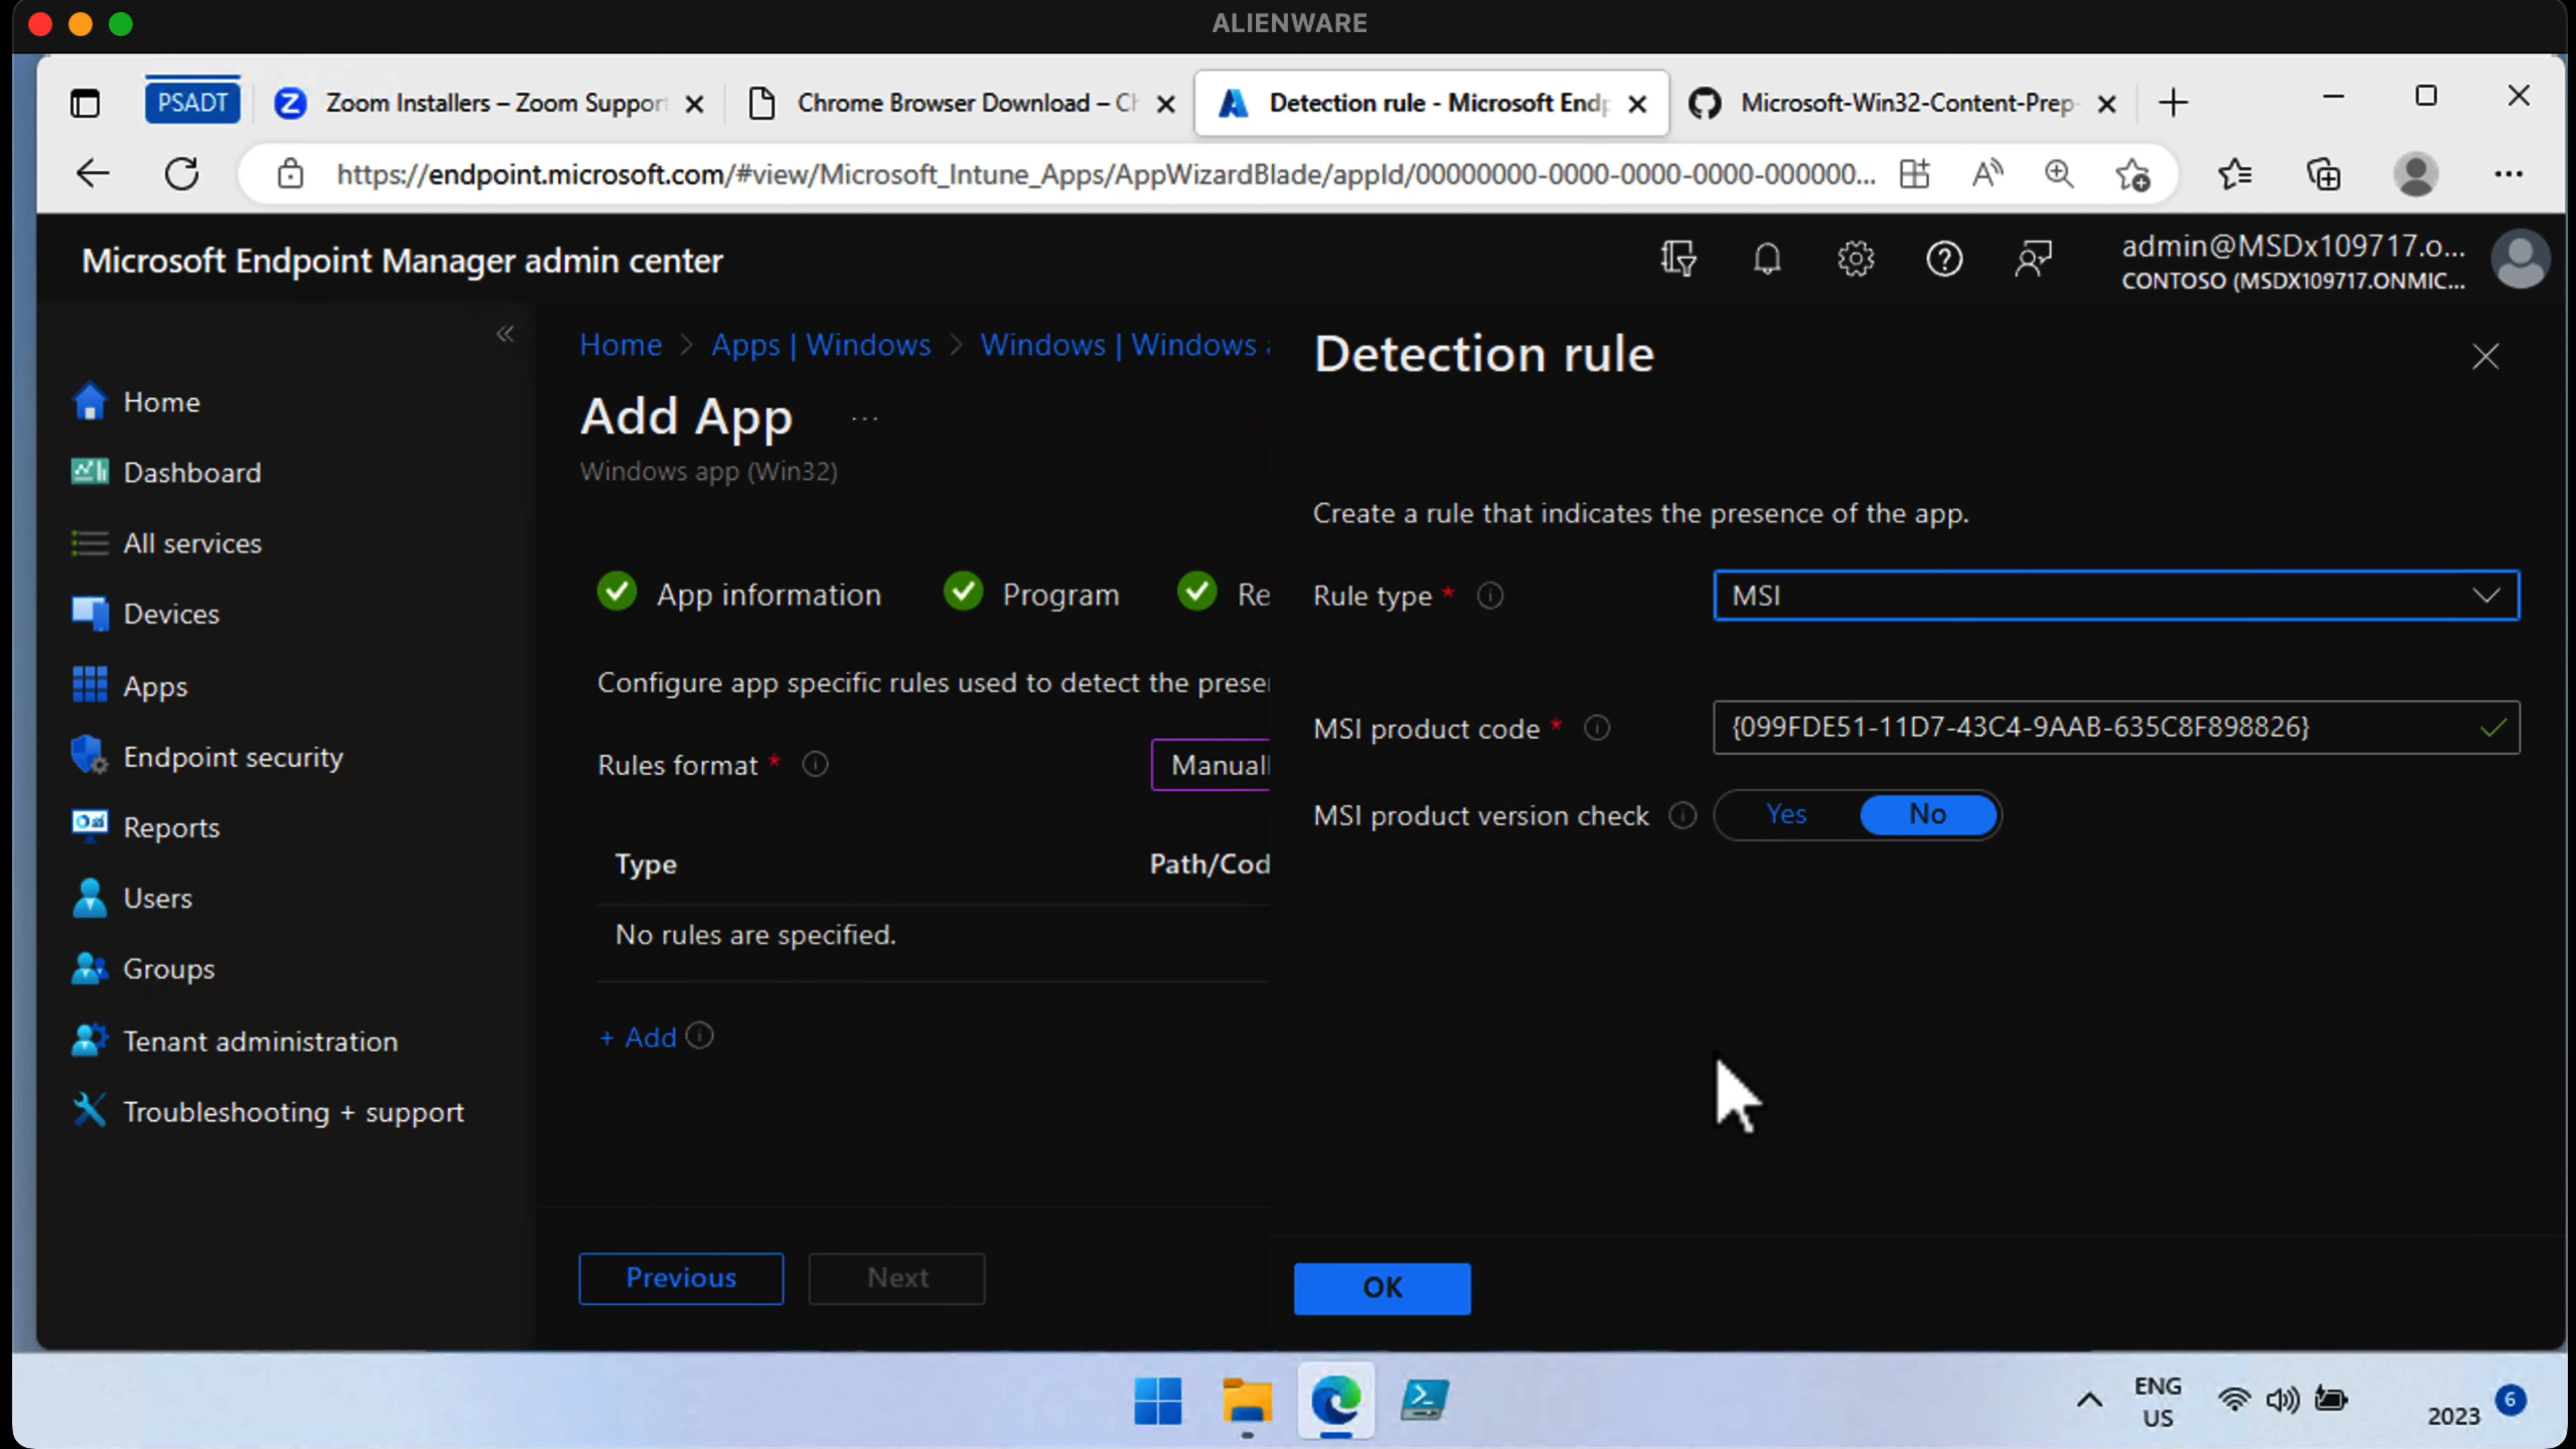 ALIENWARE
PSADT
Zoom Installers – Zoom Support
Chrome Browser Download – Ch
Detection rule - Microsoft Endp
Microsoft-Win32-Content-Prep-
https://endpoint.microsoft.com/#view/Microsoft_Intune_Apps/AppWizardBlade/appId/00000000-0000-0000-0000-000000...
Microsoft Endpoint Manager admin center
admin@MSDx109717.o...
CONTOSO (MSDX109717.ONMIC...
Home
Dashboard
All services
Devices
Apps
Endpoint security
Reports
Users
Groups
Tenant administration
Troubleshooting + support
Home > Apps | Windows > Windows | Windows a
Add App ...
Windows app (Win32)
App information
Program
Re
Configure app specific rules used to detect the prese
Rules format *
Manuall
Type
Path/Cod
No rules are specified.
+ Add
Previous
Next
Detection rule
Create a rule that indicates the presence of the app.
Rule type *
MSI
MSI product code *
{099FDE51-11D7-43C4-9AAB-635C8F898826}
MSI product version check
Yes
No
OK
ENG
US
2023
6